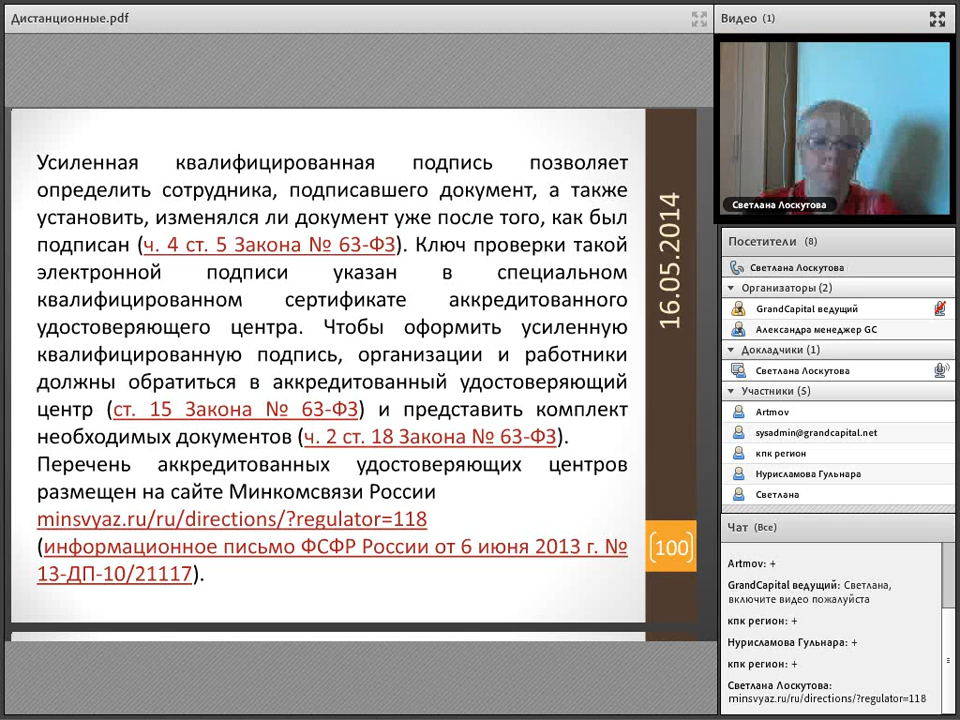 Дистанционные.pdf
Усиленная квалифицированная подпись позволяет
определить сотрудника, подписавшего документ, а также
установить, изменялся ли документ уже после того, как был
подписан (ч. 4 ст. 5 Закона № 63-ФЗ). Ключ проверки такой
электронной подписи указан в специальном
квалифицированном сертификате аккредитованного
удостоверяющего центра. Чтобы оформить усиленную
квалифицированную подпись, организации и работники
должны обратиться в аккредитованный удостоверяющий
центр (ст. 15 Закона № 63-ФЗ) и представить комплект
необходимых документов (ч. 2 ст. 18 Закона № 63-ФЗ).
Перечень аккредитованных удостоверяющих центров
размещен на сайте Минкомсвязи России
minsvyaz.ru/ru/directions/?regulator=118
(информационное письмо ФСФР России от 6 июня 2013 г. №
13-ДП-10/21117).
16.05.2014
100
Видео (1)
Светлана Лоскутова
Посетители (8)
Светлана Лоскутова
Организаторы (2)
GrandCapital ведущий
Александра менеджер GC
Докладчики (1)
Светлана Лоскутова
Участники (5)
Artmov
sysadmin@grandcapital.net
кпк регион
Нурисламова Гульнара
Светлана
Чат (Все)
Artmov: +
GrandCapital ведущий: Светлана,
включите видео пожалуйста
кпк регион: +
Нурисламова Гульнара: +
кпк регион: +
Светлана Лоскутова:
minsvyaz.ru/ru/directions/?regulator=118